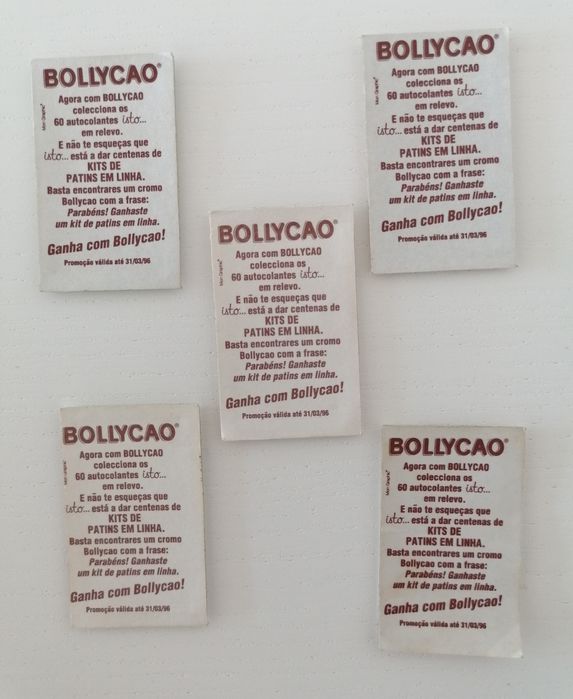 BOLLYCAO®
Agora com BOLLYCAO
colecciona os
60 autocolantes isto...
em relevo.
E não te esqueças que
isto... está a dar centenas de
KITS DE
PATINS EM LINHA.
Basta encontrares um cromo
Bollycao com a frase:
Parabéns! Ganhaste
um kit de patins em linha.
Ganha com Bollycao!
Promoção válida até 31/03/96
BOLLYCAO®
Agora com BOLLYCAO
colecciona os
60 autocolantes isto...
em relevo.
E não te esqueças que
isto... está a dar centenas de
KITS DE
PATINS EM LINHA.
Basta encontrares um cromo
Bollycao com a frase:
Parabéns! Ganhaste
um kit de patins em linha.
Ganha com Bollycao!
Promoção válida até 31/03/96
BOLLYCAO®
Agora com BOLLYCAO
colecciona os
60 autocolantes isto...
em relevo.
E não te esqueças que
isto... está a dar centenas de
KITS DE
PATINS EM LINHA.
Basta encontrares um cromo
Bollycao com a frase:
Parabéns! Ganhaste
um kit de patins em linha.
Ganha com Bollycao!
Promoção válida até 31/03/96
BOLLYCAO®
Agora com BOLLYCAO
colecciona os
60 autocolantes isto...
em relevo.
E não te esqueças que
isto... está a dar centenas de
KITS DE
PATINS EM LINHA.
Basta encontrares um cromo
Bollycao com a frase:
Parabéns! Ganhaste
um kit de patins em linha.
Ganha com Bollycao!
Promoção válida até 31/03/96
BOLLYCAO®
Agora com BOLLYCAO
colecciona os
60 autocolantes isto...
em relevo.
E não te esqueças que
isto... está a dar centenas de
KITS DE
PATINS EM LINHA.
Basta encontrares um cromo
Bollycao com a frase:
Parabéns! Ganhaste
um kit de patins em linha.
Ganha com Bollycao!
Promoção válida até 31/03/96